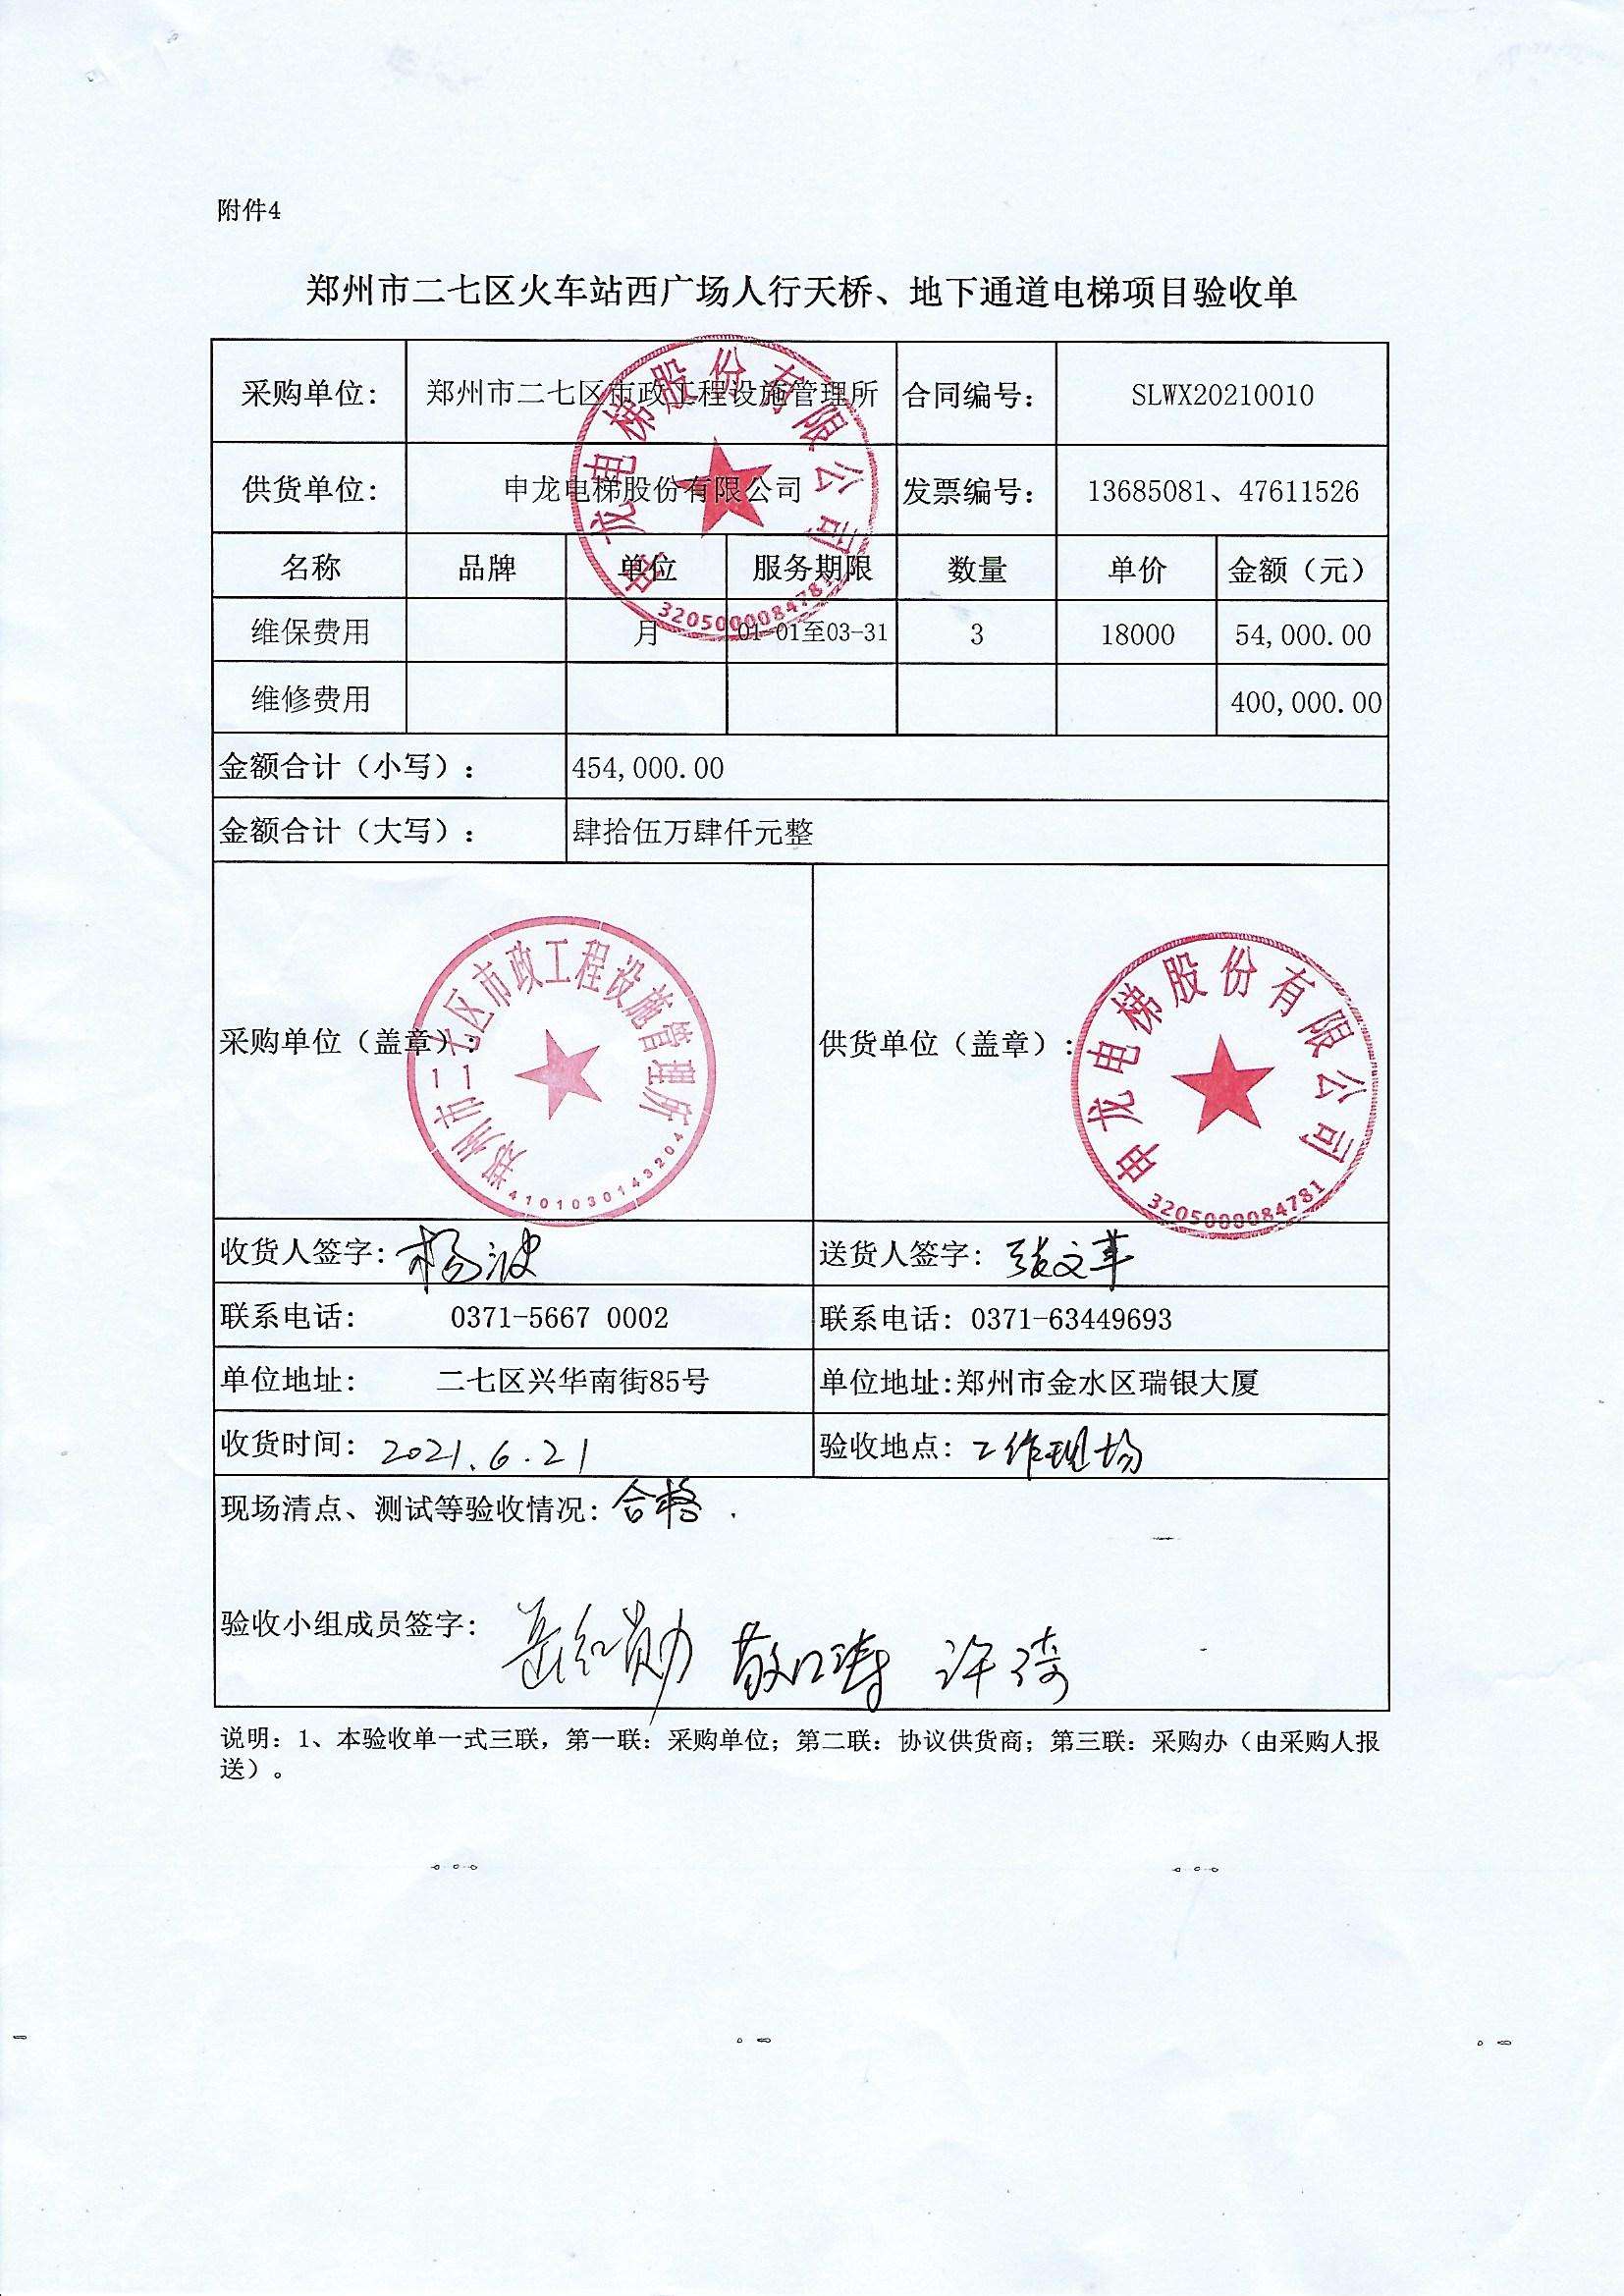 附件4
郑州市二七区火车站西广场人行天桥、地下通道电梯项目验收单
采购单位: 郑州市二七区市政工程设施管理所 合同编号: SLWX20210010
供货单位: 申龙电梯股份有限公司 发票编号: 13685081、47611526
名称 品牌 单位 服务期限 数量 单价 金额（元）
维保费用 月 01-01至03-31 3 18000 54,000.00
维修费用 400,000.00
金额合计（小写）: 454,000.00
金额合计（大写）: 肆拾伍万肆仟元整
申龙电梯股份有限公司
3205000084781
采购单位（盖章）: 供货单位（盖章）:
郑州市二七区市政工程设施管理所
4101030143204
申龙电梯股份有限公司
3205000084781
收货人签字: 杨波 送货人签字: 张文革
联系电话: 0371-5667 0002 联系电话: 0371-63449693
单位地址: 二七区兴华南街85号 单位地址:郑州市金水区瑞银大厦
收货时间: 2021.6.21 验收地点: 工作现场
现场清点、测试等验收情况: 合格.
验收小组成员签字: 许琦
说明: 1、本验收单一式三联, 第一联: 采购单位; 第二联: 协议供货商; 第三联: 采购办（由采购人报
送）。